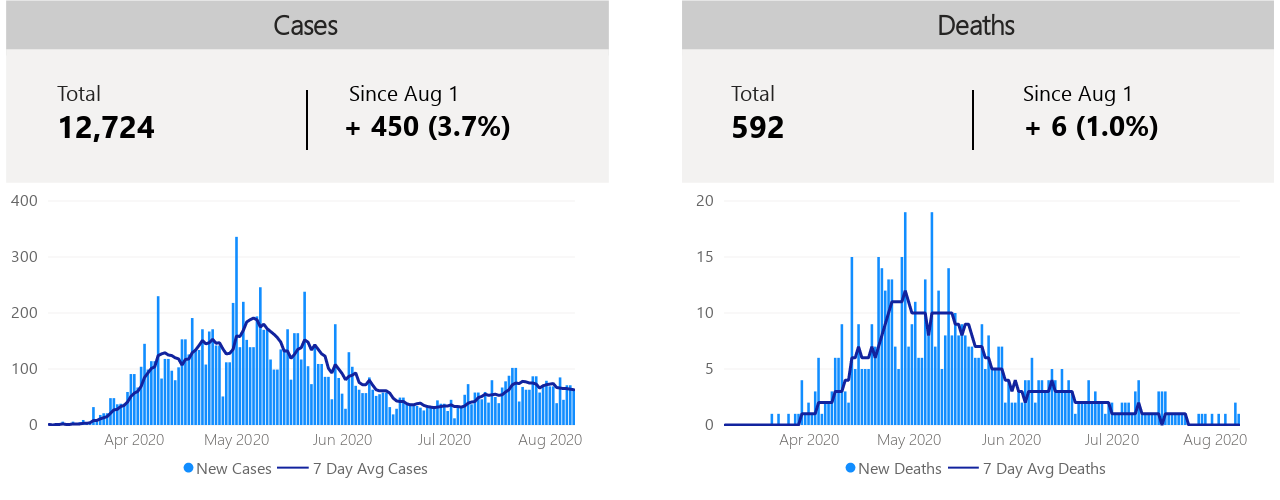 Cases
Total
Since Aug 1
12,724
+ 450 (3.7%)
400
300
200
100
0
Apr 2020
May 2020
Jun 2020
Jul 2020
Aug 2020
New Cases
7 Day Avg Cases
Deaths
Total
Since Aug 1
592
+ 6 (1.0%)
20
15
10
5
0
Apr 2020
May 2020
Jun 2020
Jul 2020
Aug 2020
New Deaths
7 Day Avg Deaths